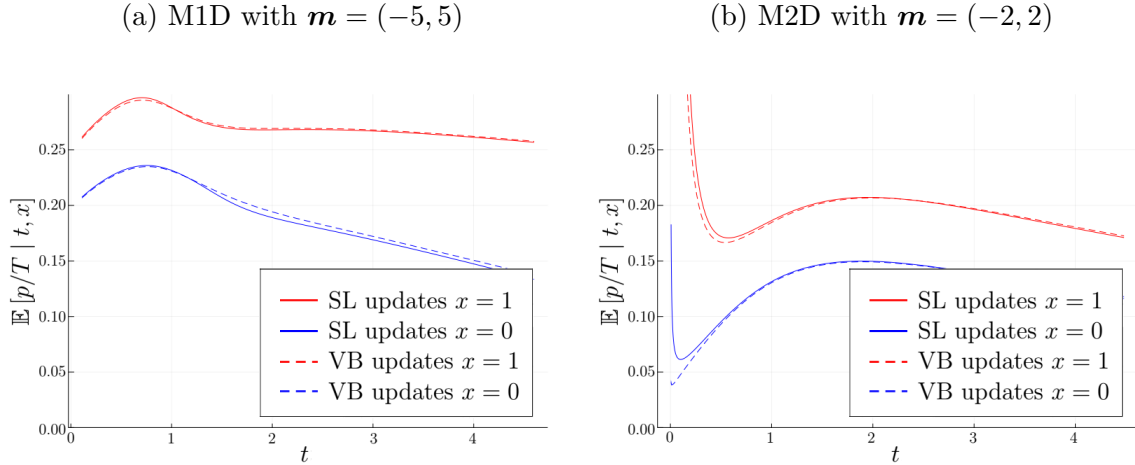 (a) M1D with m = (−5, 5)
𝔼 [p/T | t, x]
0.25
0.20
0.15
0.10
0.05
0.00
SL updates x = 1
SL updates x = 0
VB updates x = 1
VB updates x = 0
0 1 2 3 4
t
(b) M2D with m = (−2, 2)
𝔼 [p/T | t, x]
0.25
0.20
0.15
0.10
0.05
0.00
SL updates x = 1
SL updates x = 0
VB updates x = 1
VB updates x = 0
0 1 2 3 4
t